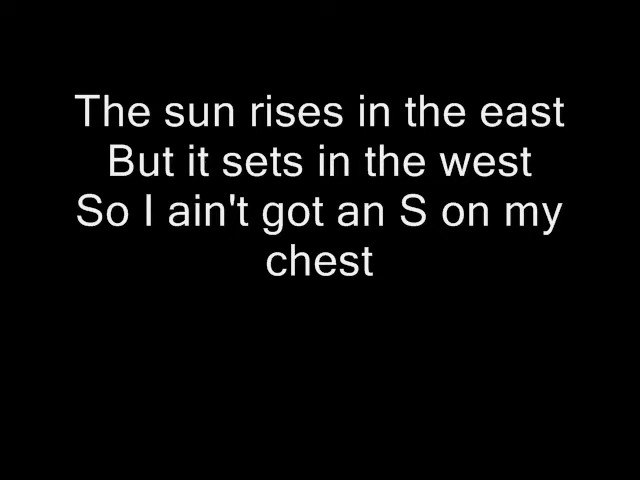 The sun rises in the east
But it sets in the west
So I ain't got an S on my
chest